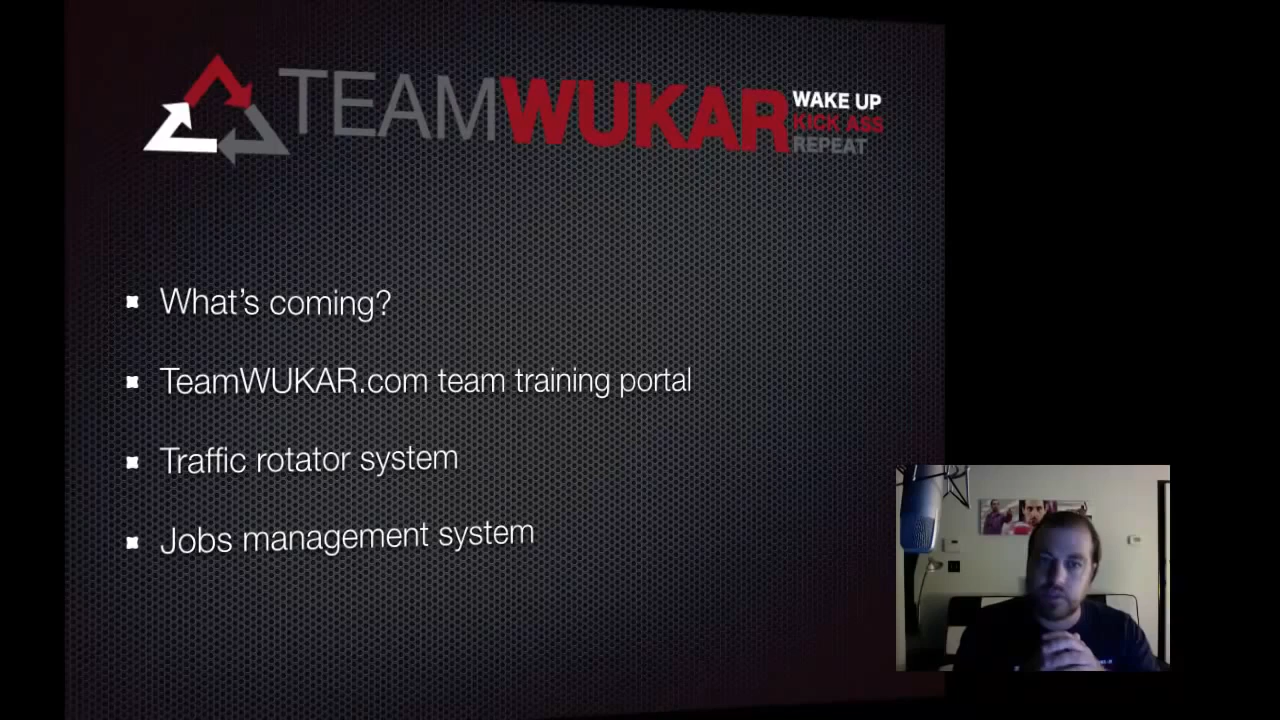 TEAMWUKAR
WAKE UP
KICK ASS
REPEAT
What's coming?
TeamWUKAR.com team training portal
Traffic rotator system
Jobs management system